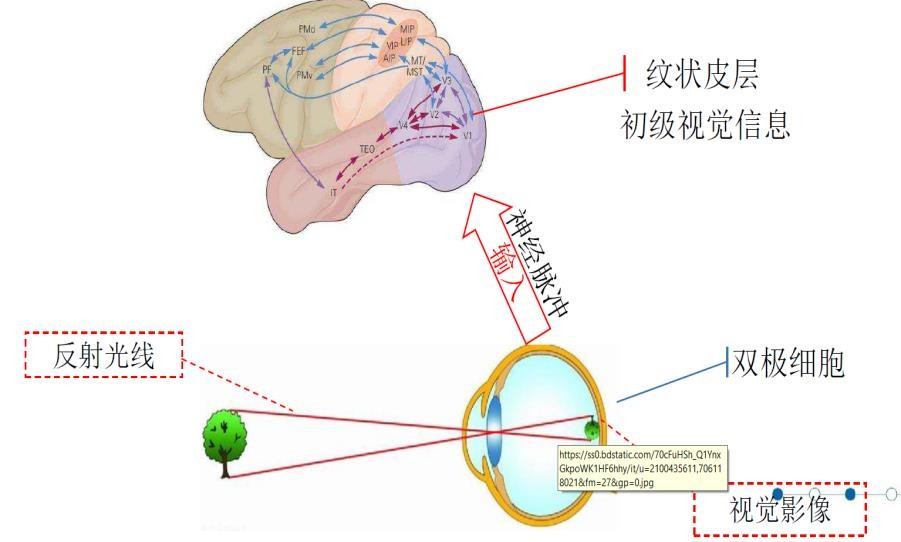 PMd
MIP
VIP
LIP
FEF
AIP
PF
PMv
MT/
MST
V3
V2
V4
V1
TEO
IT
纹状皮层
初级视觉信息
神经脉冲
输入
反射光线
双极细胞
https://ss0.bdstatic.com/70cFuHSh_Q1Ynx
GkpoWK1HF6hhy/it/u=2100435611,70611
8021&fm=27&gp=0.jpg
视觉影像